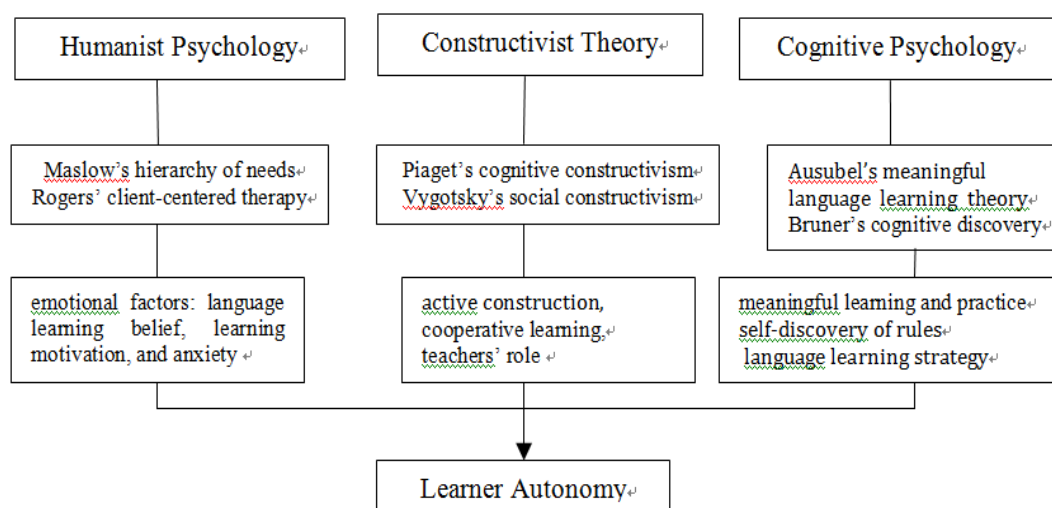 Humanist Psychology
Constructivist Theory
Cognitive Psychology
Maslow's hierarchy of needs
Rogers' client-centered therapy
Piaget's cognitive constructivism
Vygotsky's social constructivism
Ausubel's meaningful
language learning theory
Bruner's cognitive discovery
emotional factors: language
learning belief, learning
motivation, and anxiety
active construction,
cooperative learning,
teachers' role
meaningful learning and practice
self-discovery of rules
language learning strategy
Learner Autonomy